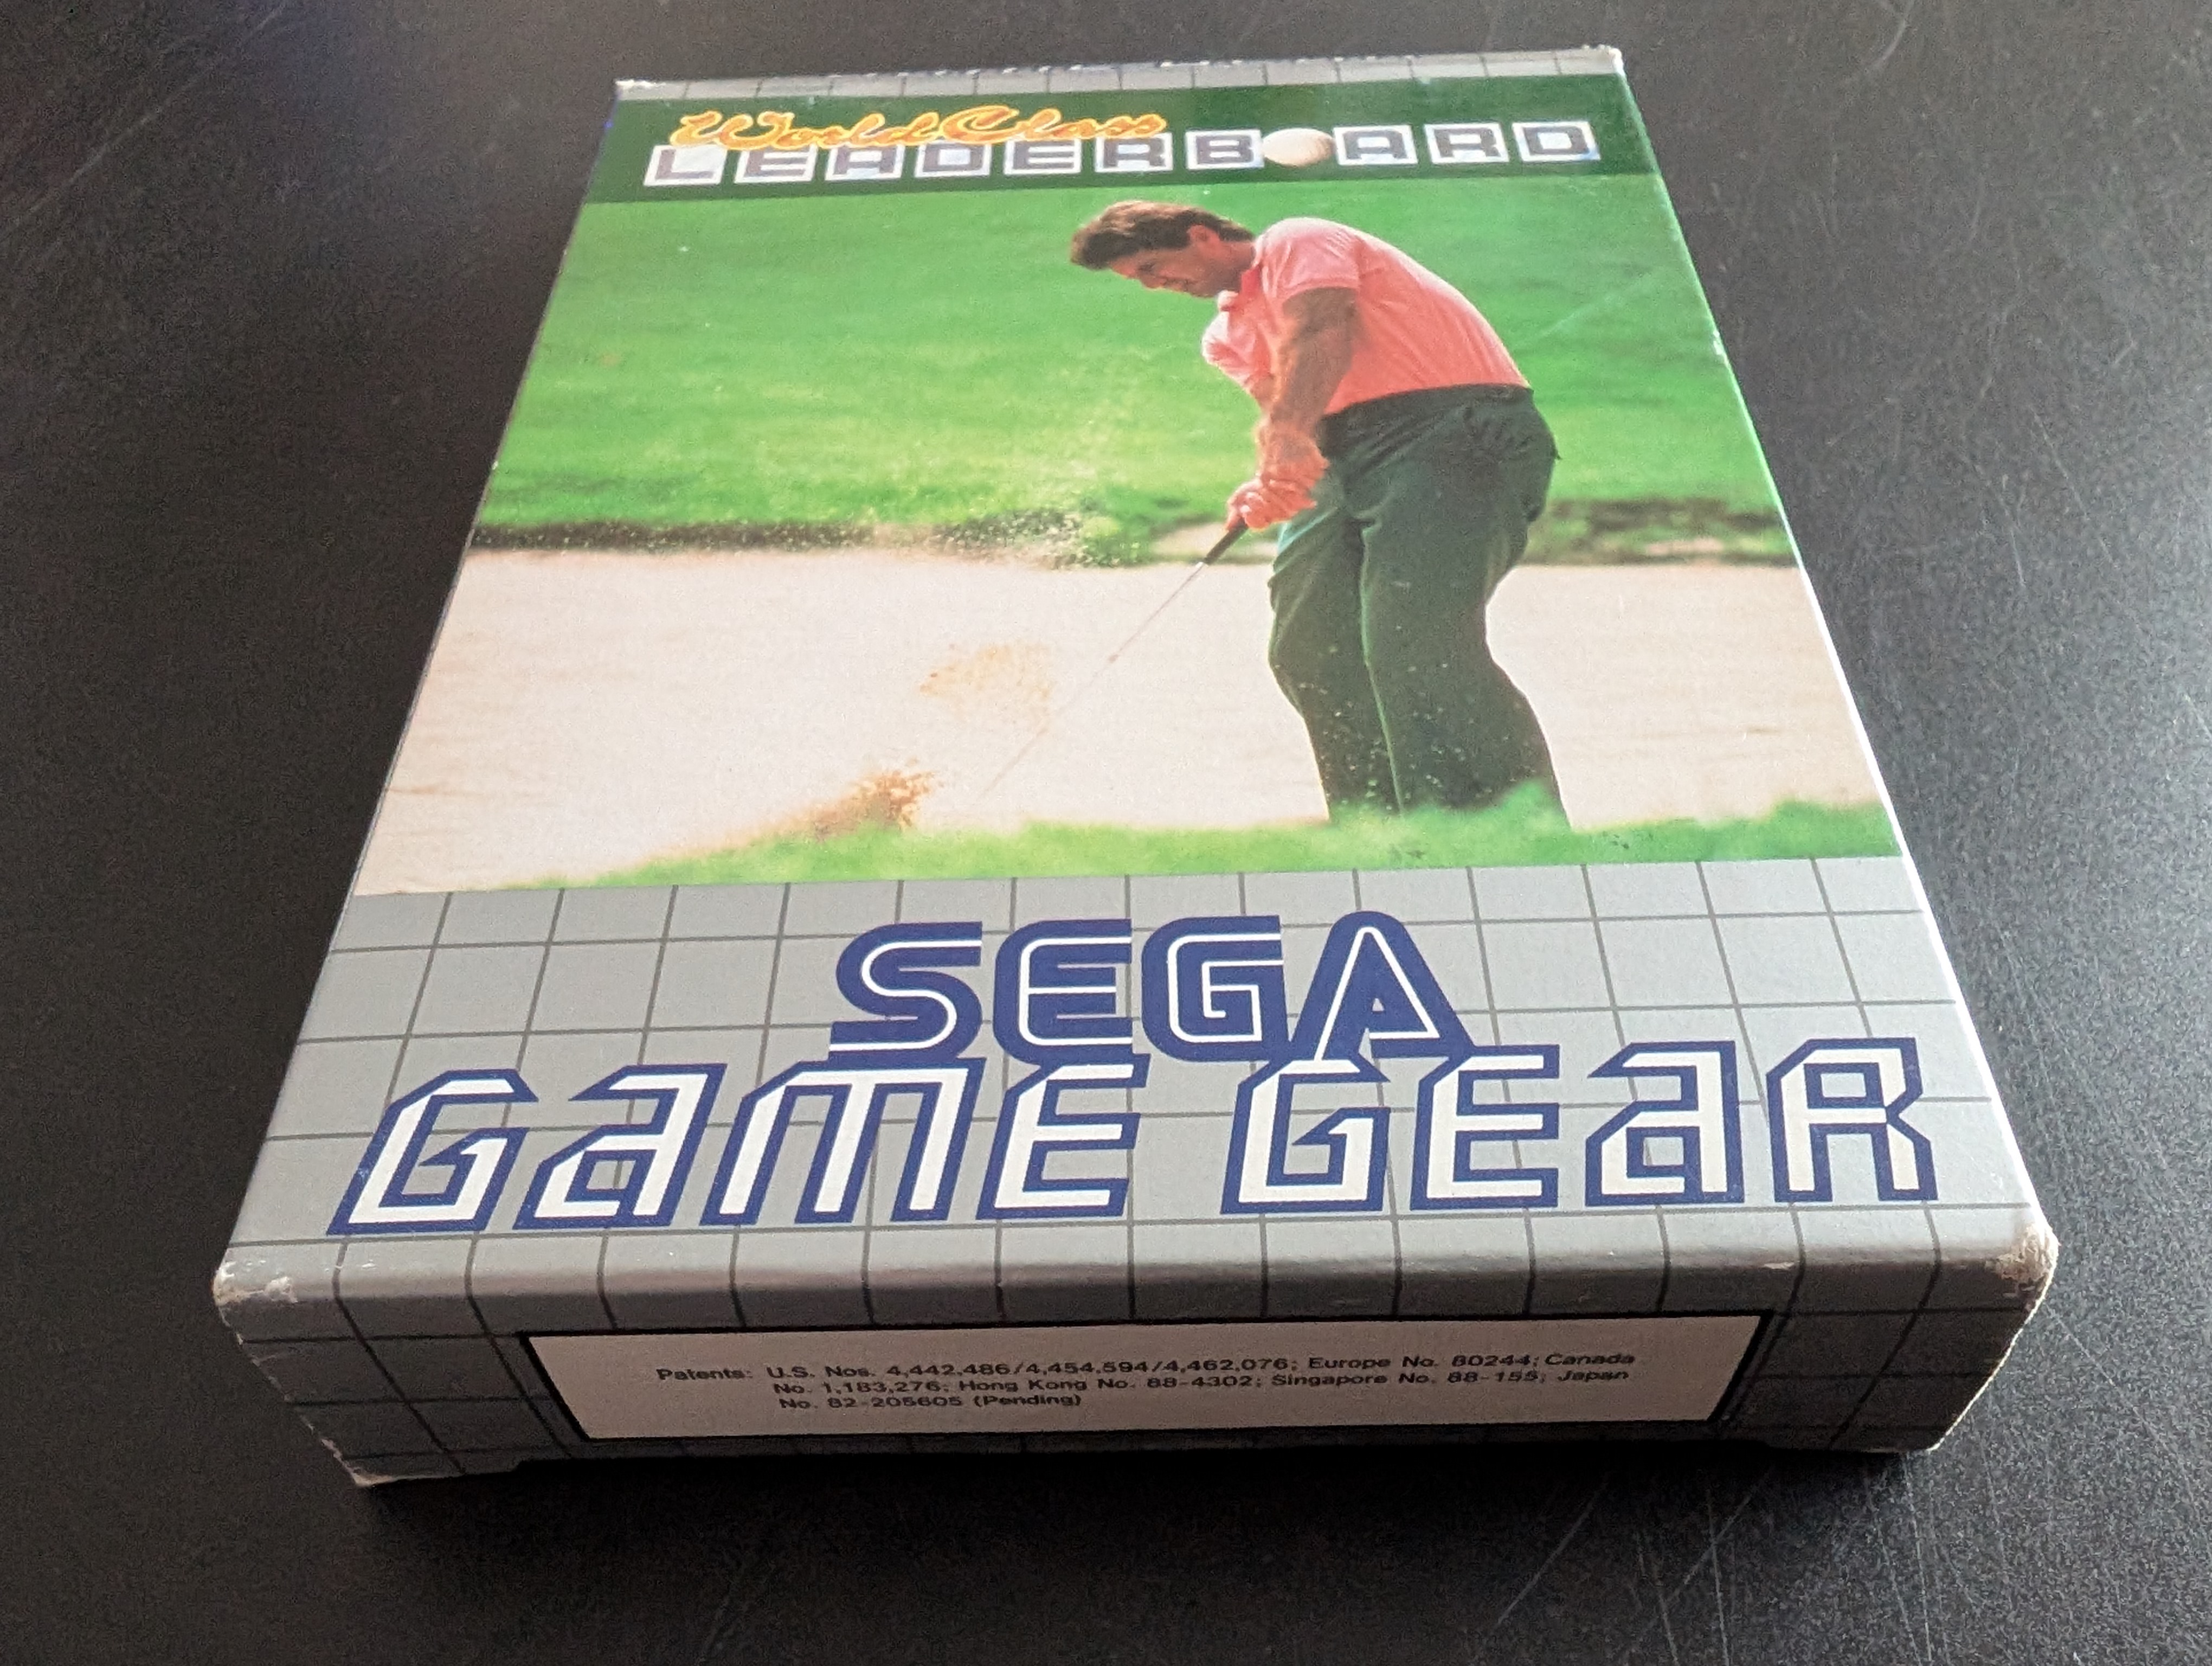 World Class
LEADERBOARD
SEGA
GAME GEAR
Patents: U.S. Nos. 4,442,486/4,454,594/4,462,076; Europe No. 80244; Canada
No. 1,183,276; Hong Kong No. 88-4302; Singapore No. 88-155; Japan
No. 82-205605 (Pending)